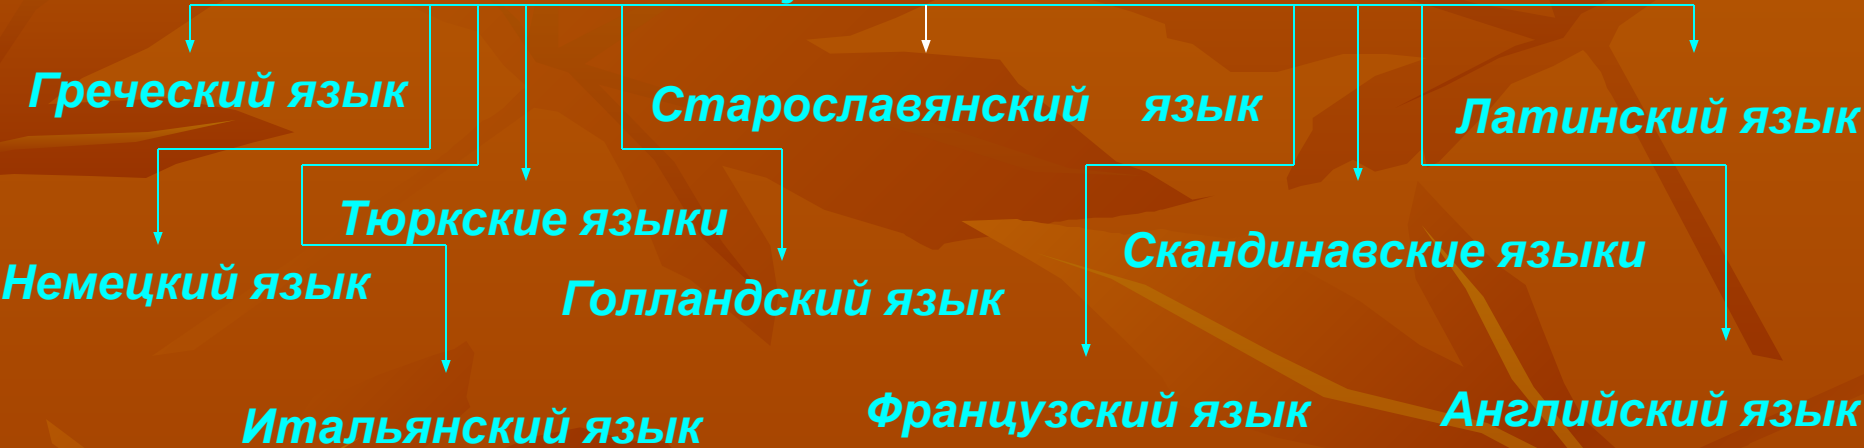 Греческий язык
Старославянский язык
Латинский язык
Тюркские языки
Скандинавские языки
Немецкий язык
Голландский язык
Французский язык
Английский язык
Итальянский язык